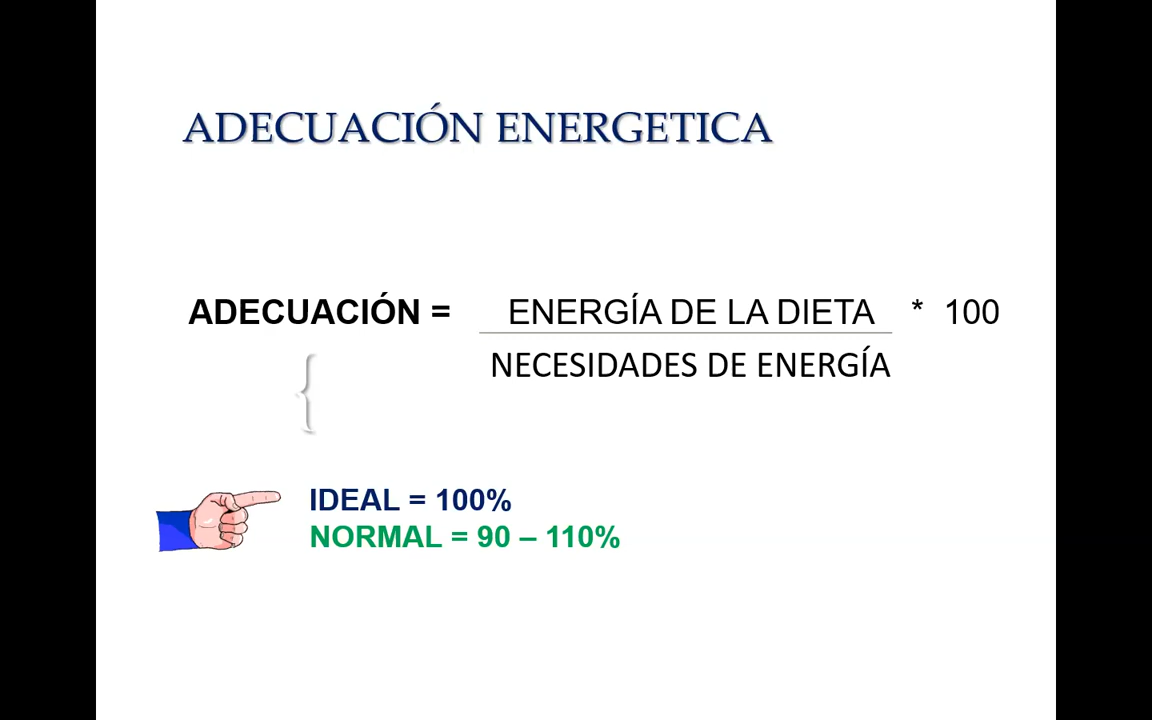 ADECUACIÓN ENERGETICA
ADECUACIÓN = ENERGÍA DE LA DIETA * 100
NECESIDADES DE ENERGÍA
{
IDEAL = 100%
NORMAL = 90 – 110%